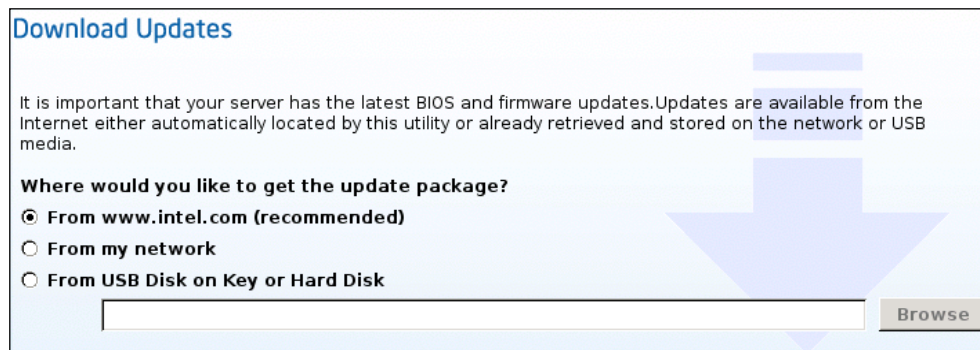 Download Updates
It is important that your server has the latest BIOS and firmware updates.Updates are available from the
Internet either automatically located by this utility or already retrieved and stored on the network or USB
media.
Where would you like to get the update package?
From www.intel.com (recommended)
From my network
From USB Disk on Key or Hard Disk
Browse